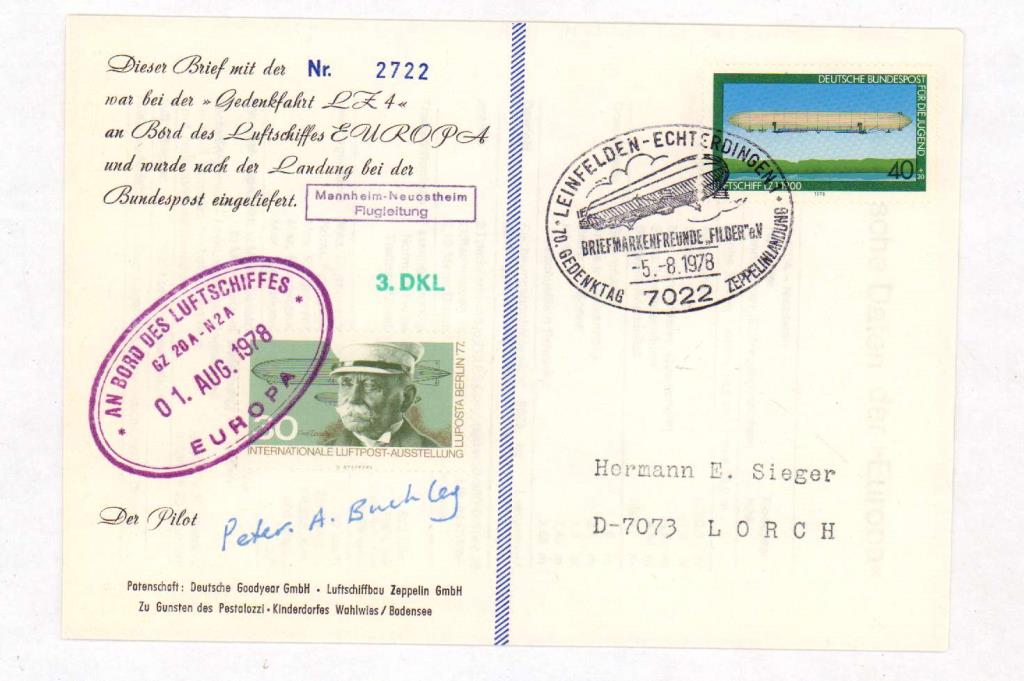 Dieser Brief mit der Nr. 2722
war bei der »Gedenkfahrt LZ 4«
an Bord des Luftschiffes EUROPA
und wurde nach der Landung bei der
Bundespost eingeliefert.
Mannheim-Neuostheim
Flugleitung
3. DKL
* AN BORD DES LUFTSCHIFFES *
GZ 20A-N2A
01. AUG. 1978
EUROPA
30
LUPOSTA BERLIN '77
INTERNATIONALE LUFTPOST-AUSSTELLUNG
Der Pilot
Peter. A. Buckley
Patenschaft: Deutsche Goodyear GmbH • Luftschiffbau Zeppelin GmbH
Zu Gunsten des Pestalozzi • Kinderdorfes Wahlwies/Bodensee
DEUTSCHE BUNDESPOST
FÜR DIE JUGEND
40
+20
1978
LEINFELDEN-ECHTERDINGEN 1
BRIEFMARKENFREUNDE „FILDER" e.V
-5.-8.1978
* 70. GEDENKTAG ZEPPELINLANDUNG *
7022
Hermann E. Sieger
D-7073 LORCH